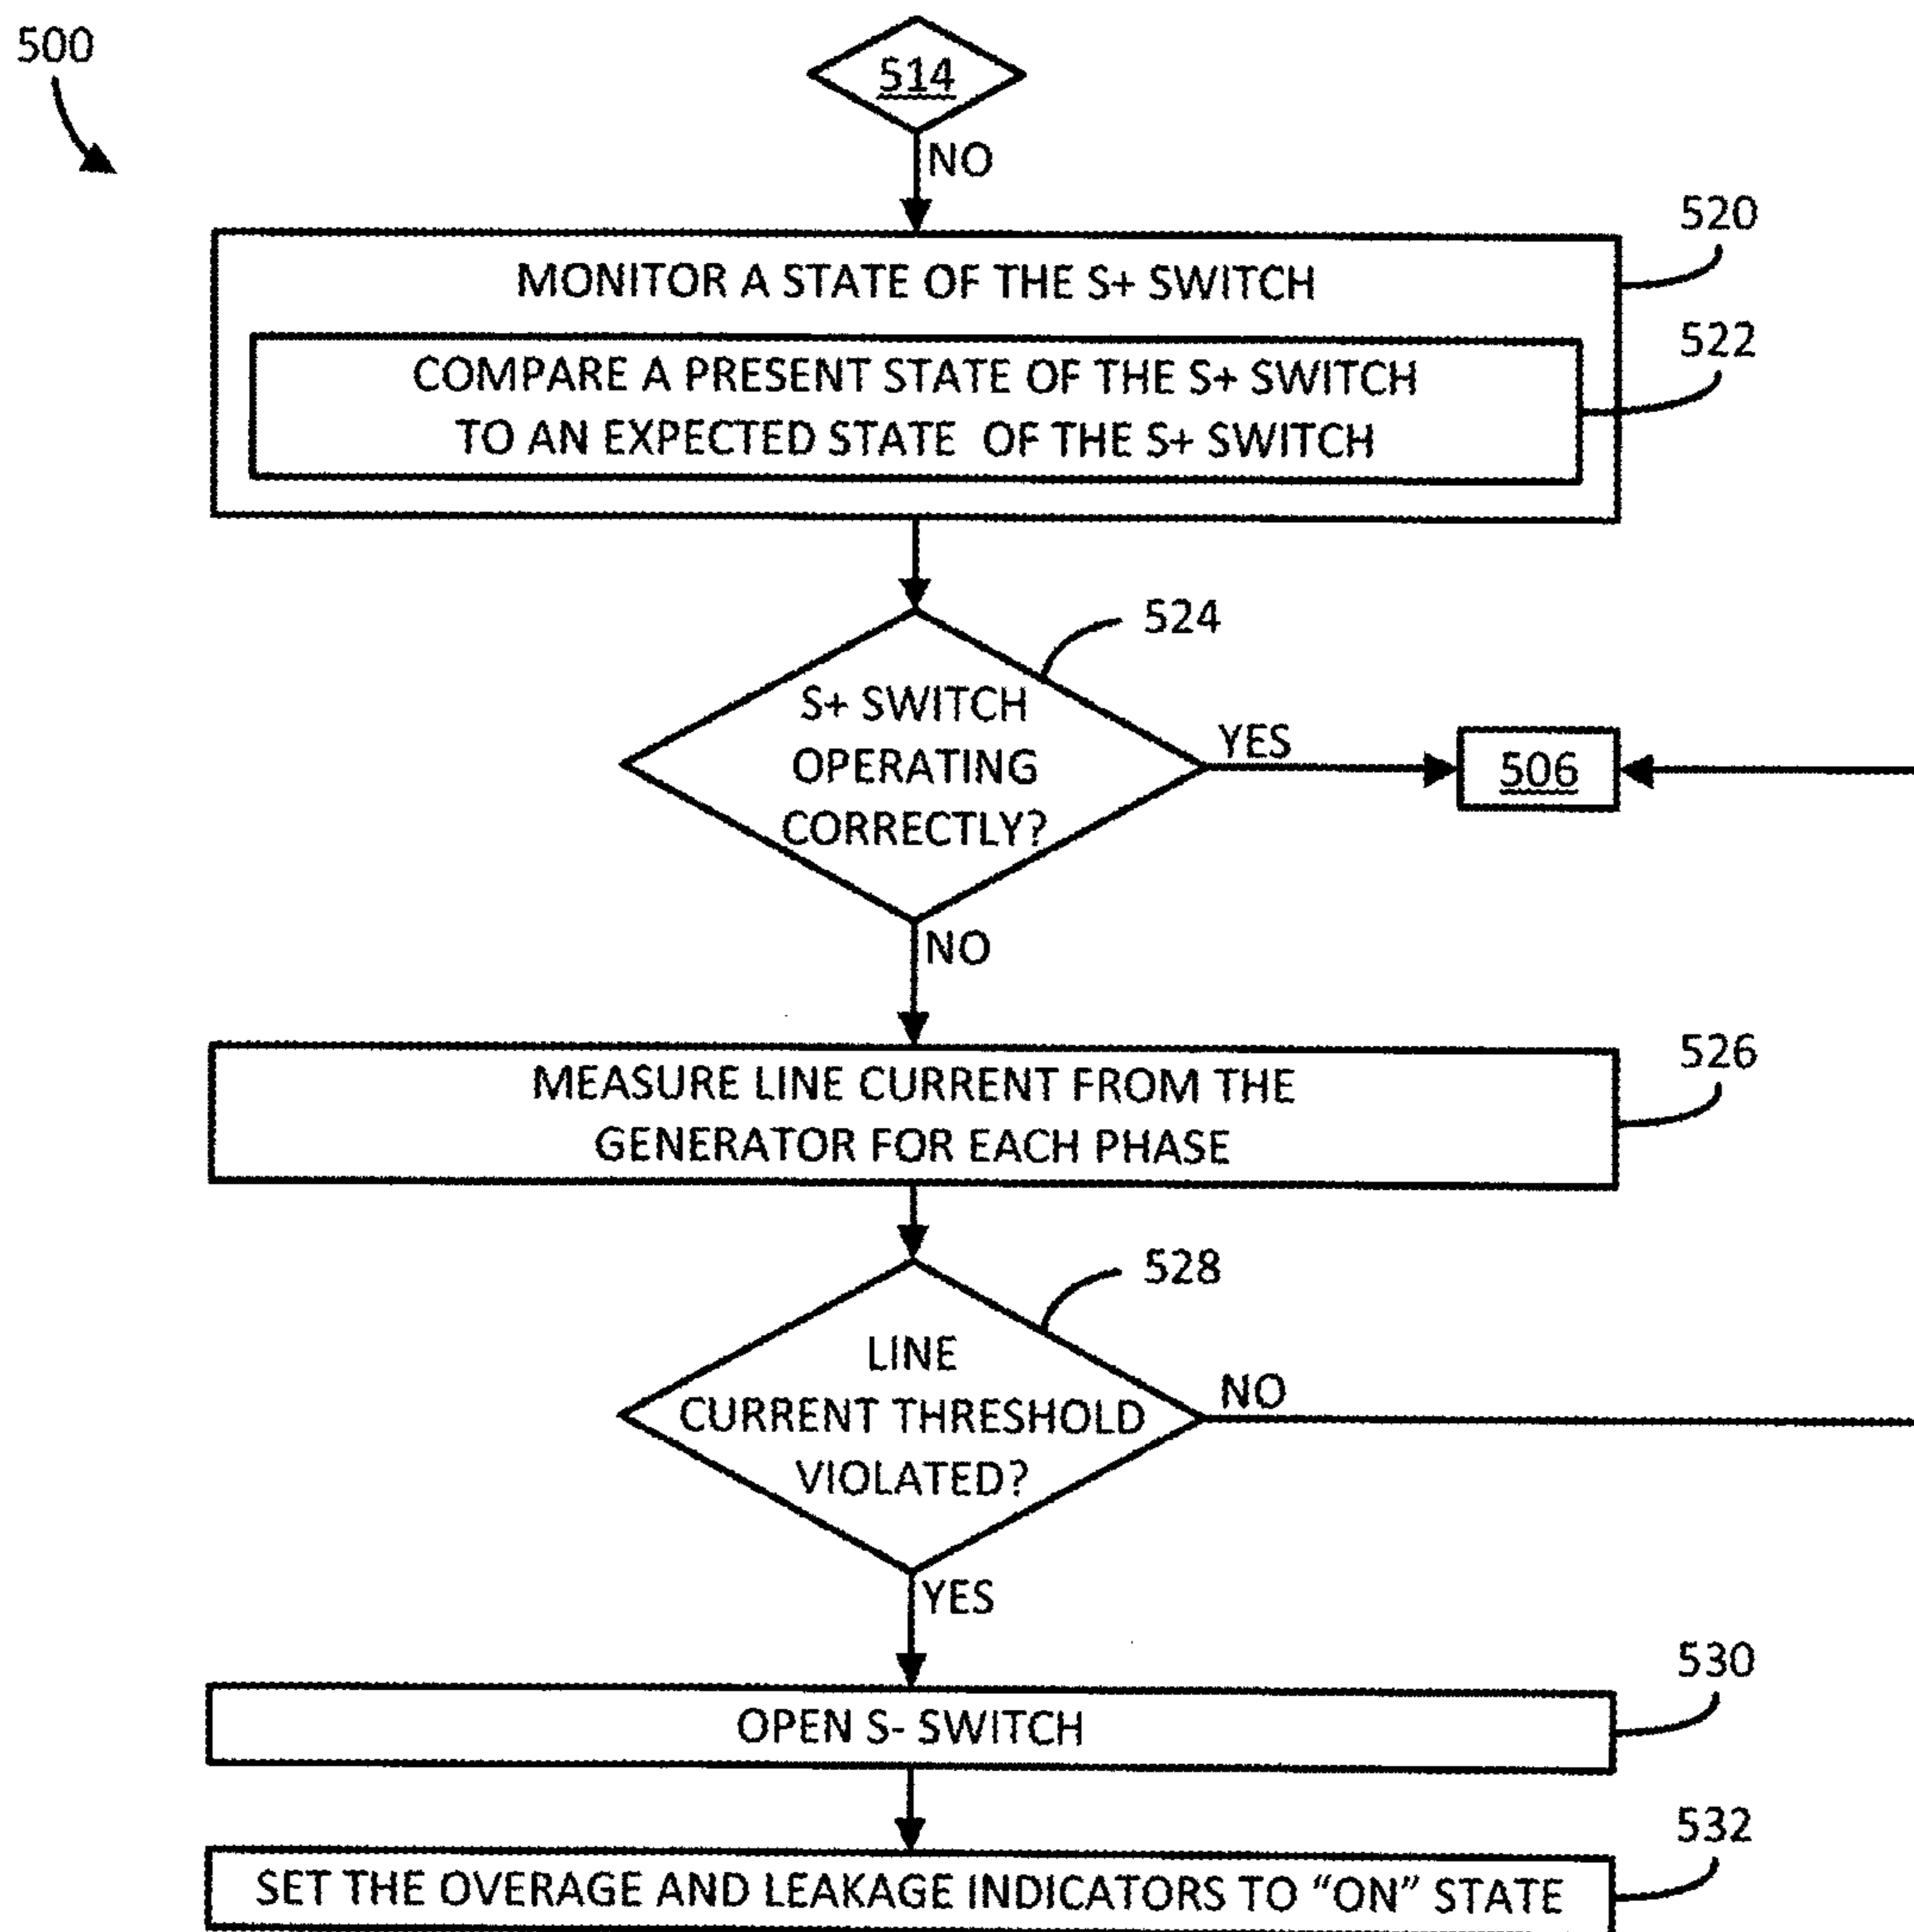 500
514
NO
520
MONITOR A STATE OF THE S+ SWITCH
522
COMPARE A PRESENT STATE OF THE S+ SWITCH
TO AN EXPECTED STATE OF THE S+ SWITCH
524
S+ SWITCH
OPERATING
CORRECTLY?
YES
506
NO
526
MEASURE LINE CURRENT FROM THE
GENERATOR FOR EACH PHASE
528
LINE
CURRENT THRESHOLD
VIOLATED?
NO
YES
530
OPEN S- SWITCH
532
SET THE OVERAGE AND LEAKAGE INDICATORS TO “ON” STATE